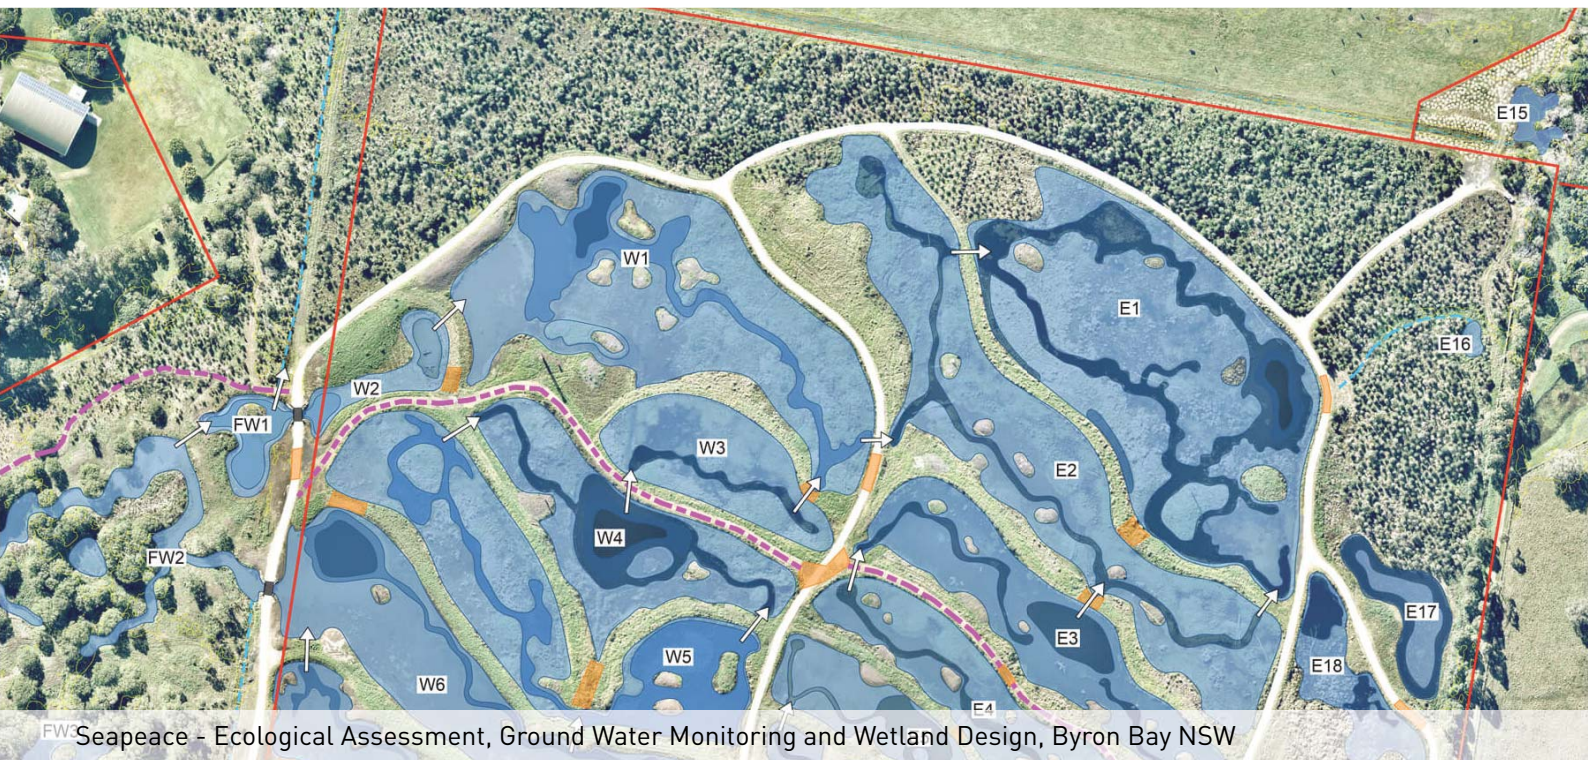 E15
W1
E1
E16
W2
FW1
W3
E2
W4
FW2
E17
E3
W5
E18
W6
E4
FW3
Seapeace - Ecological Assessment, Ground Water Monitoring and Wetland Design, Byron Bay NSW